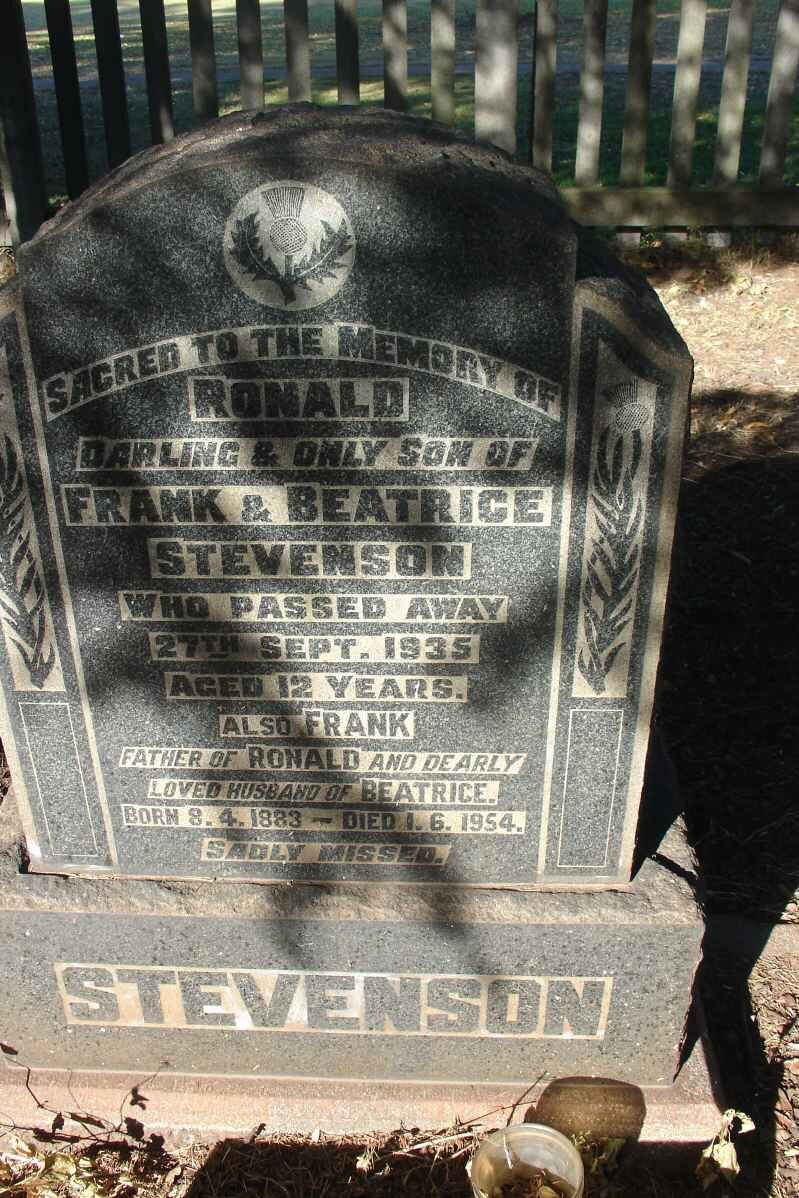 SACRED TO THE MEMORY OF
RONALD
DARLING & ONLY SON OF
FRANK & BEATRICE
STEVENSON
WHO PASSED AWAY
27TH SEPT. 1935
AGED 12 YEARS.
ALSO FRANK
FATHER OF RONALD AND DEARLY
LOVED HUSBAND OF BEATRICE.
BORN 8.4.1883 – DIED 1.6.1954.
SADLY MISSED.
STEVENSON